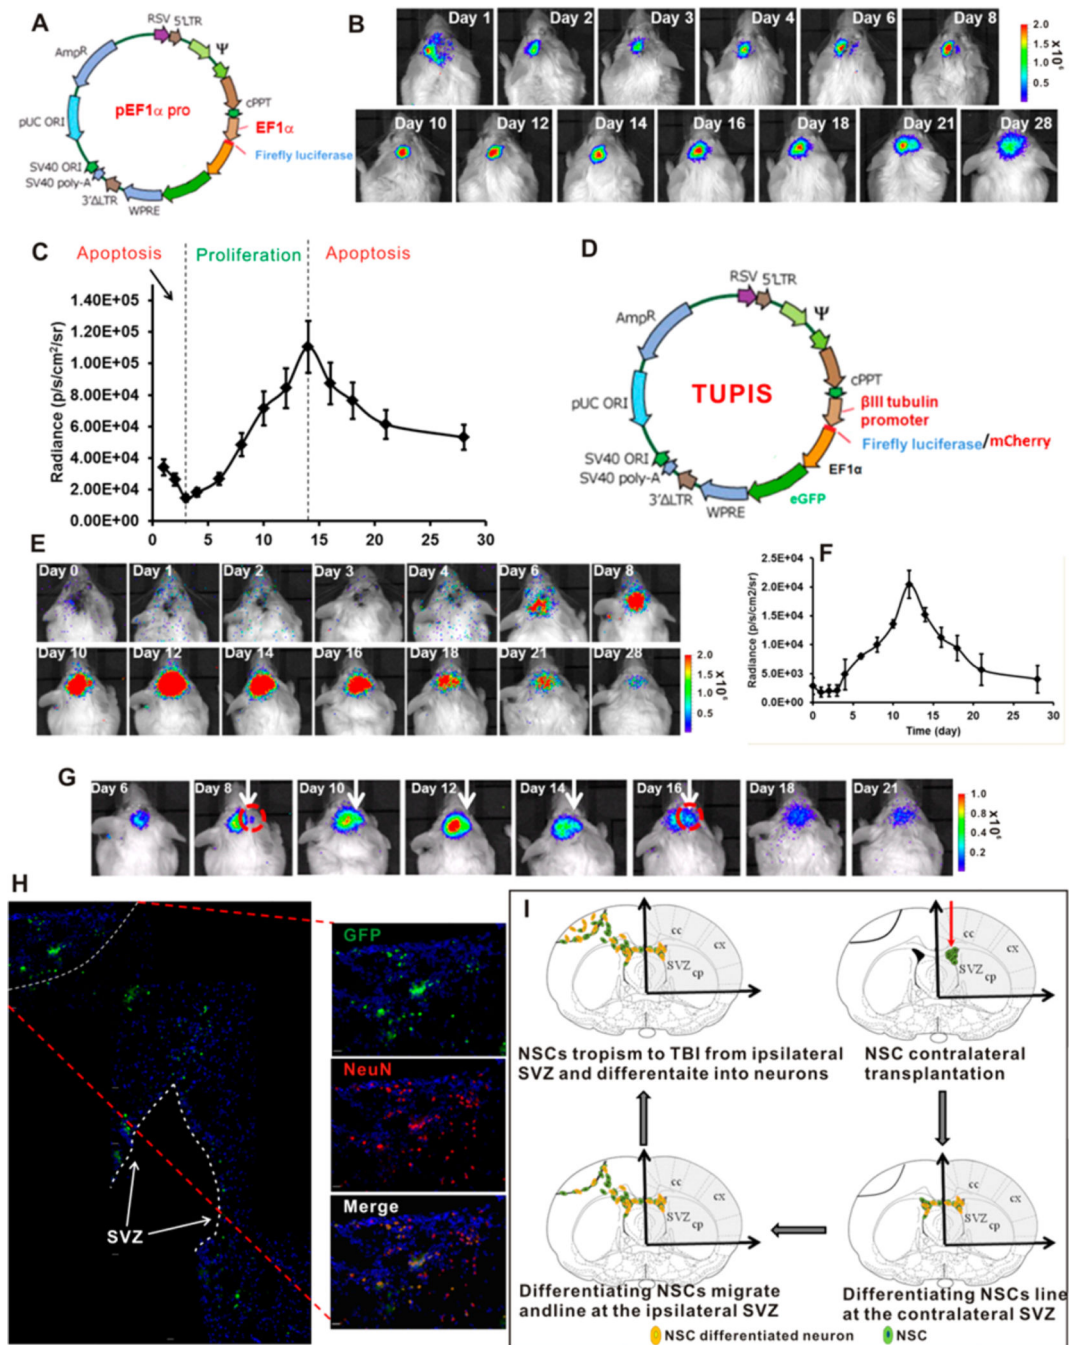 A
RSV 5'LTR
AmpR
Ψ
cPPT
pUC ORI
pEF1α pro
EF1α
Firefly luciferase
SV40 ORI
SV40 poly-A
3'ΔLTR
WPRE
B
Day 1
Day 2
Day 3
Day 4
Day 6
Day 8
2.0
1.5
1.0
0.5
Day 10
Day 12
Day 14
Day 16
Day 18
Day 21
Day 28
C
Apoptosis
Proliferation
Apoptosis
Radiance (p/s/cm2/sr)
1.40E+05
1.20E+05
1.00E+05
8.00E+04
6.00E+04
4.00E+04
2.00E+04
0.00E+00
0 5 10 15 20 25 30
D
RSV 5'LTR
AmpR
Ψ
cPPT
pUC ORI
TUPIS
βIII tubulin
promoter
Firefly luciferase/mCherry
EF1α
SV40 ORI
SV40 poly-A
3'ΔLTR
WPRE
eGFP
E
Day 0
Day 1
Day 2
Day 3
Day 4
Day 6
Day 8
Day 10
Day 12
Day 14
Day 16
Day 18
Day 21
Day 28
2.0
1.5
1.0
0.5
F
Radiance (p/s/cm2/sr)
2.5E+04
2.0E+04
1.5E+04
1.0E+04
5.0E+03
0.0E+00
0 5 10 15 20 25 30
Time (day)
G
Day 6
Day 8
Day 10
Day 12
Day 14
Day 16
Day 18
Day 21
1.0
0.8
0.6
0.4
0.2
H
SVZ
GFP
NeuN
Merge
I
cc
cx
SVZ cp
NSCs tropism to TBI from ipsilateral
SVZ and differentaite into neurons
cc
cx
SVZ cp
NSC contralateral
transplantation
cc
cx
SVZ cp
Differentiating NSCs migrate
andline at the ipsilateral SVZ
cc
cx
SVZ cp
Differentiating NSCs line
at the contralateral SVZ
NSC differentiated neuron
NSC